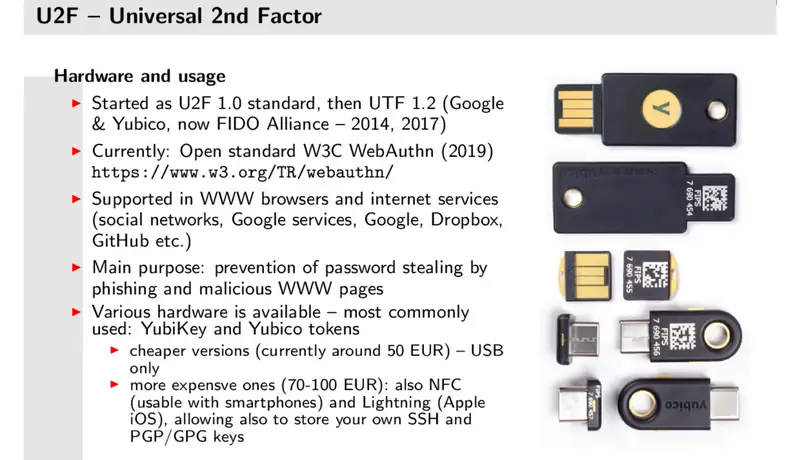 U2F – Universal 2nd Factor
Hardware and usage
Started as U2F 1.0 standard, then UTF 1.2 (Google
& Yubico, now FIDO Alliance – 2014, 2017)
Currently: Open standard W3C WebAuthn (2019)
https://www.w3.org/TR/webauthn/
Supported in WWW browsers and internet services
(social networks, Google services, Google, Dropbox,
GitHub etc.)
Main purpose: prevention of password stealing by
phishing and malicious WWW pages
Various hardware is available – most commonly
used: YubiKey and Yubico tokens
cheaper versions (currently around 50 EUR) – USB
only
more expensve ones (70-100 EUR): also NFC
(usable with smartphones) and Lightning (Apple
iOS), allowing also to store your own SSH and
PGP/GPG keys
y
FIPS
7 690 454
FIPS
7 690 455
FIPS
7 690 456
FIPS
7 690 457
yubico